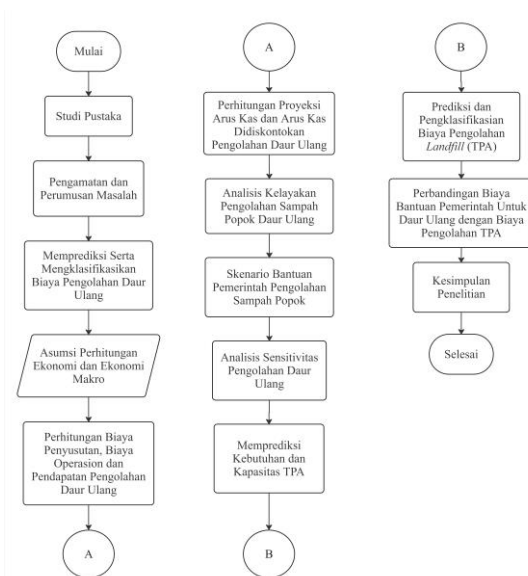 Mulai
Studi Pustaka
Pengamatan dan
Perumusan Masalah
Memprediksi Serta
Mengklasifikasikan
Biaya Pengolahan Daur
Ulang
Asumsi Perhitungan
Ekonomi dan Ekonomi
Makro
Perhitungan Biaya
Penyusutan, Biaya
Operasion dan
Pendapatan Pengolahan
Daur Ulang
A
A
Perhitungan Proyeksi
Arus Kas dan Arus Kas
Didiskontokan
Pengolahan Daur Ulang
Analisis Kelayakan
Pengolahan Sampah
Popok Daur Ulang
Skenario Bantuan
Pemerintah Pengolahan
Sampah Popok
Analisis Sensitivitas
Pengolahan Daur
Ulang
Memprediksi
Kebutuhan dan
Kapasitas TPA
B
B
Prediksi dan
Pengklasifikasian
Biaya Pengolahan
Landfill (TPA)
Perbandingan Biaya
Bantuan Pemerintah Untuk
Daur Ulang dengan Biaya
Pengolahan TPA
Kesimpulan
Penelitian
Selesai